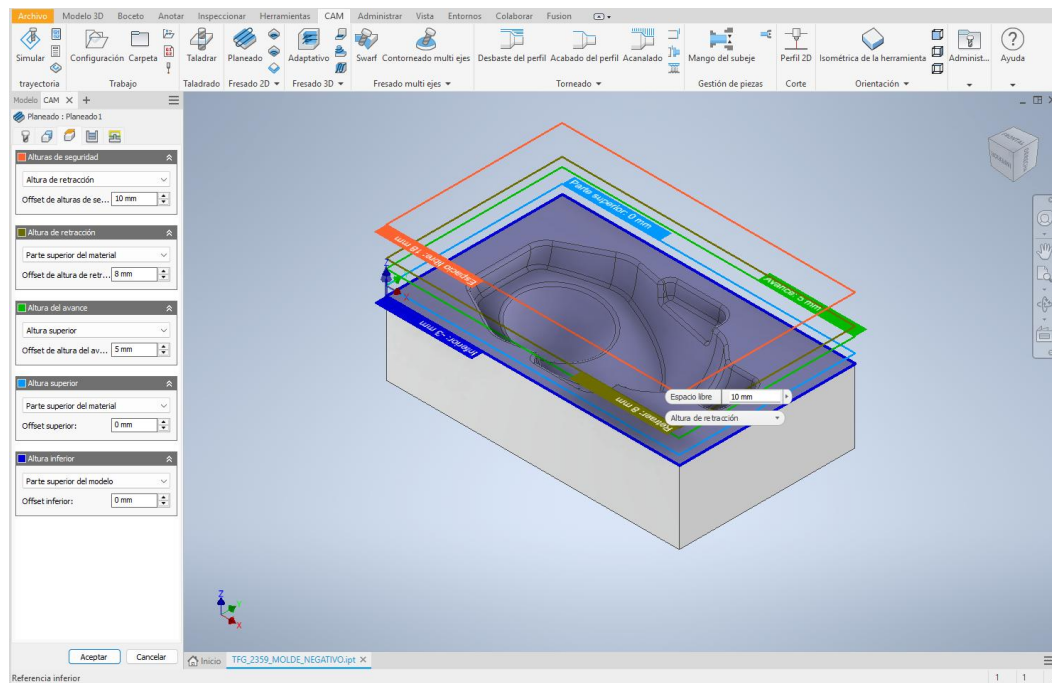 Archivo Modelo 3D Boceto Anotar Inspeccionar Herramientas CAM Administrar Vista Entornos Colaborar Fusion
Simular Configuración Carpeta Taladrar Planeado Adaptativo Swarf Contorneado multi ejes Desbaste del perfil Acabado del perfil Acanalado Mango del subeje Perfil 2D Isométrica de la herramienta Administ... Ayuda
trayectoria Trabajo Taladrado Fresado 2D Fresado 3D Fresado multi ejes Torneado Gestión de piezas Corte Orientación
Modelo CAM × +
Planeado : Planeado1
Alturas de seguridad
Altura de retracción
Offset de alturas de se... 10 mm
Altura de retracción
Parte superior del material
Offset de altura de retr... 8 mm
Altura del avance
Altura superior
Offset de altura del av... 5 mm
Altura superior
Parte superior del material
Offset superior: 0 mm
Altura inferior
Parte superior del modelo
Offset inferior: 0 mm
Parte superior: 0 mm
Espacio libre: 18 mm
Avance: 5 mm
Inferior: -3 mm
Retraer: 8 mm
Espacio libre 10 mm
Altura de retracción
Z
Z
Y
X
Aceptar Cancelar
Inicio TFG_2359_MOLDE_NEGATIVO.ipt ×
Referencia inferior 1 1